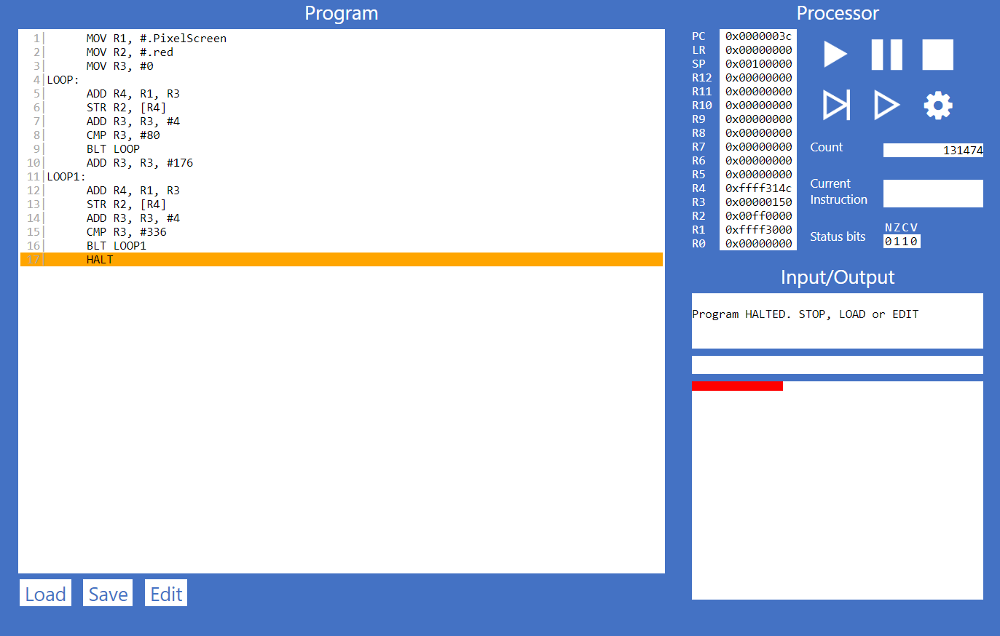 Program
1|      MOV R1, #.PixelScreen
2|      MOV R2, #.red
3|      MOV R3, #0
4|LOOP:
5|      ADD R4, R1, R3
6|      STR R2, [R4]
7|      ADD R3, R3, #4
8|      CMP R3, #80
9|      BLT LOOP
10|      ADD R3, R3, #176
11|LOOP1:
12|      ADD R4, R1, R3
13|      STR R2, [R4]
14|      ADD R3, R3, #4
15|      CMP R3, #336
16|      BLT LOOP1
17|      HALT
Load Save Edit
Processor
PC 0x0000003c
LR 0x00000000
SP 0x00100000
R12 0x00000000
R11 0x00000000
R10 0x00000000
R9 0x00000000
R8 0x00000000
R7 0x00000000
R6 0x00000000
R5 0x00000000
R4 0xffff314c
R3 0x00000150
R2 0x00ff0000
R1 0xffff3000
R0 0x00000000
Count 131474
Current
Instruction
NZCV
Status bits 0110
Input/Output
Program HALTED. STOP, LOAD or EDIT